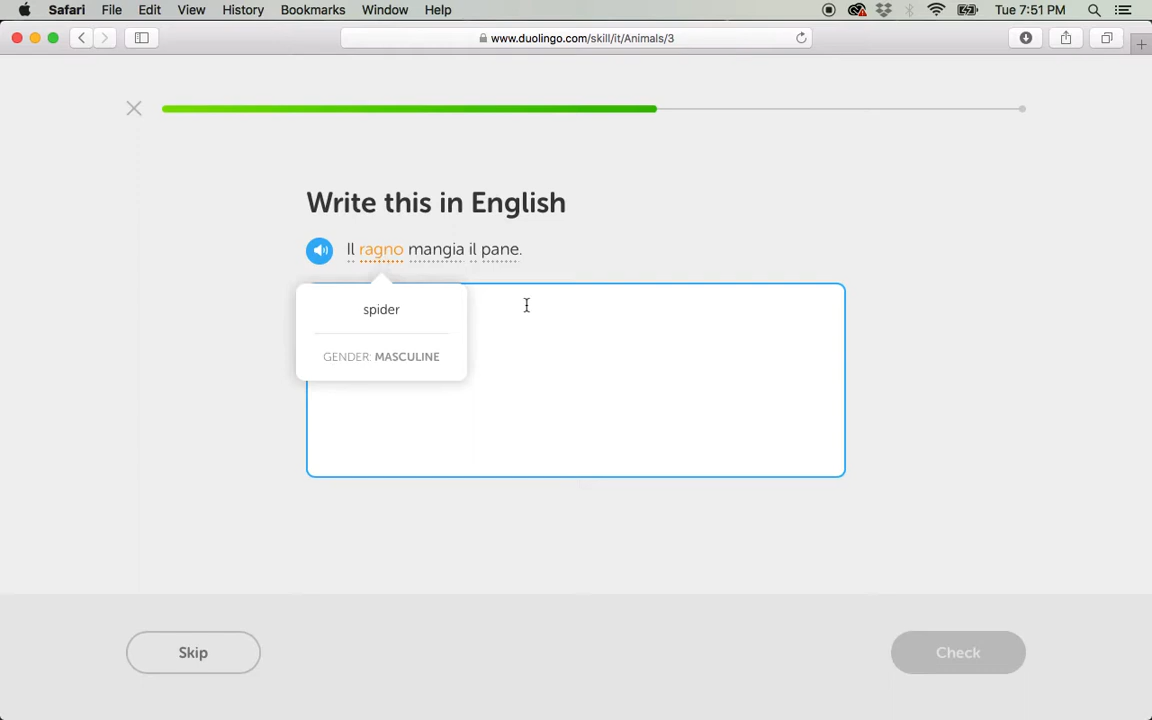 Safari File Edit View History Bookmarks Window Help Tue 7:51 PM
www.duolingo.com/skill/it/Animals/3
Write this in English
Il ragno mangia il pane.
spider
GENDER: MASCULINE
Skip Check